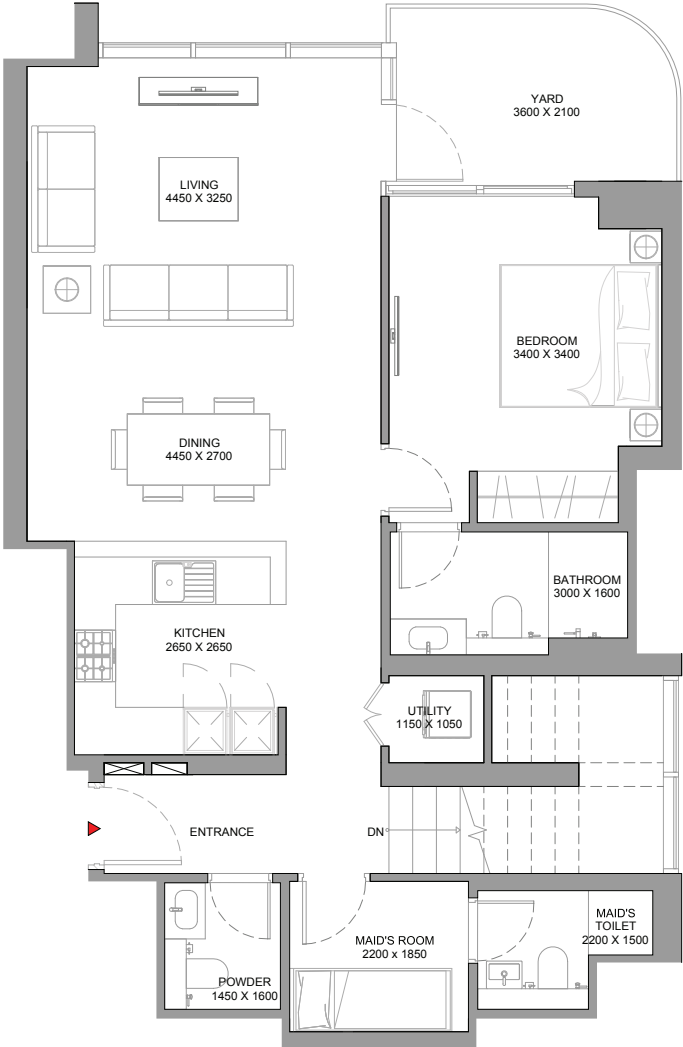 YARD
3600 X 2100
LIVING
4450 X 3250
BEDROOM
3400 X 3400
DINING
4450 X 2700
BATHROOM
3000 X 1600
KITCHEN
2650 X 2650
UTILITY
1150 X 1050
ENTRANCE
DN
MAID'S
TOILET
2200 X 1500
MAID'S ROOM
2200 x 1850
POWDER
1450 X 1600